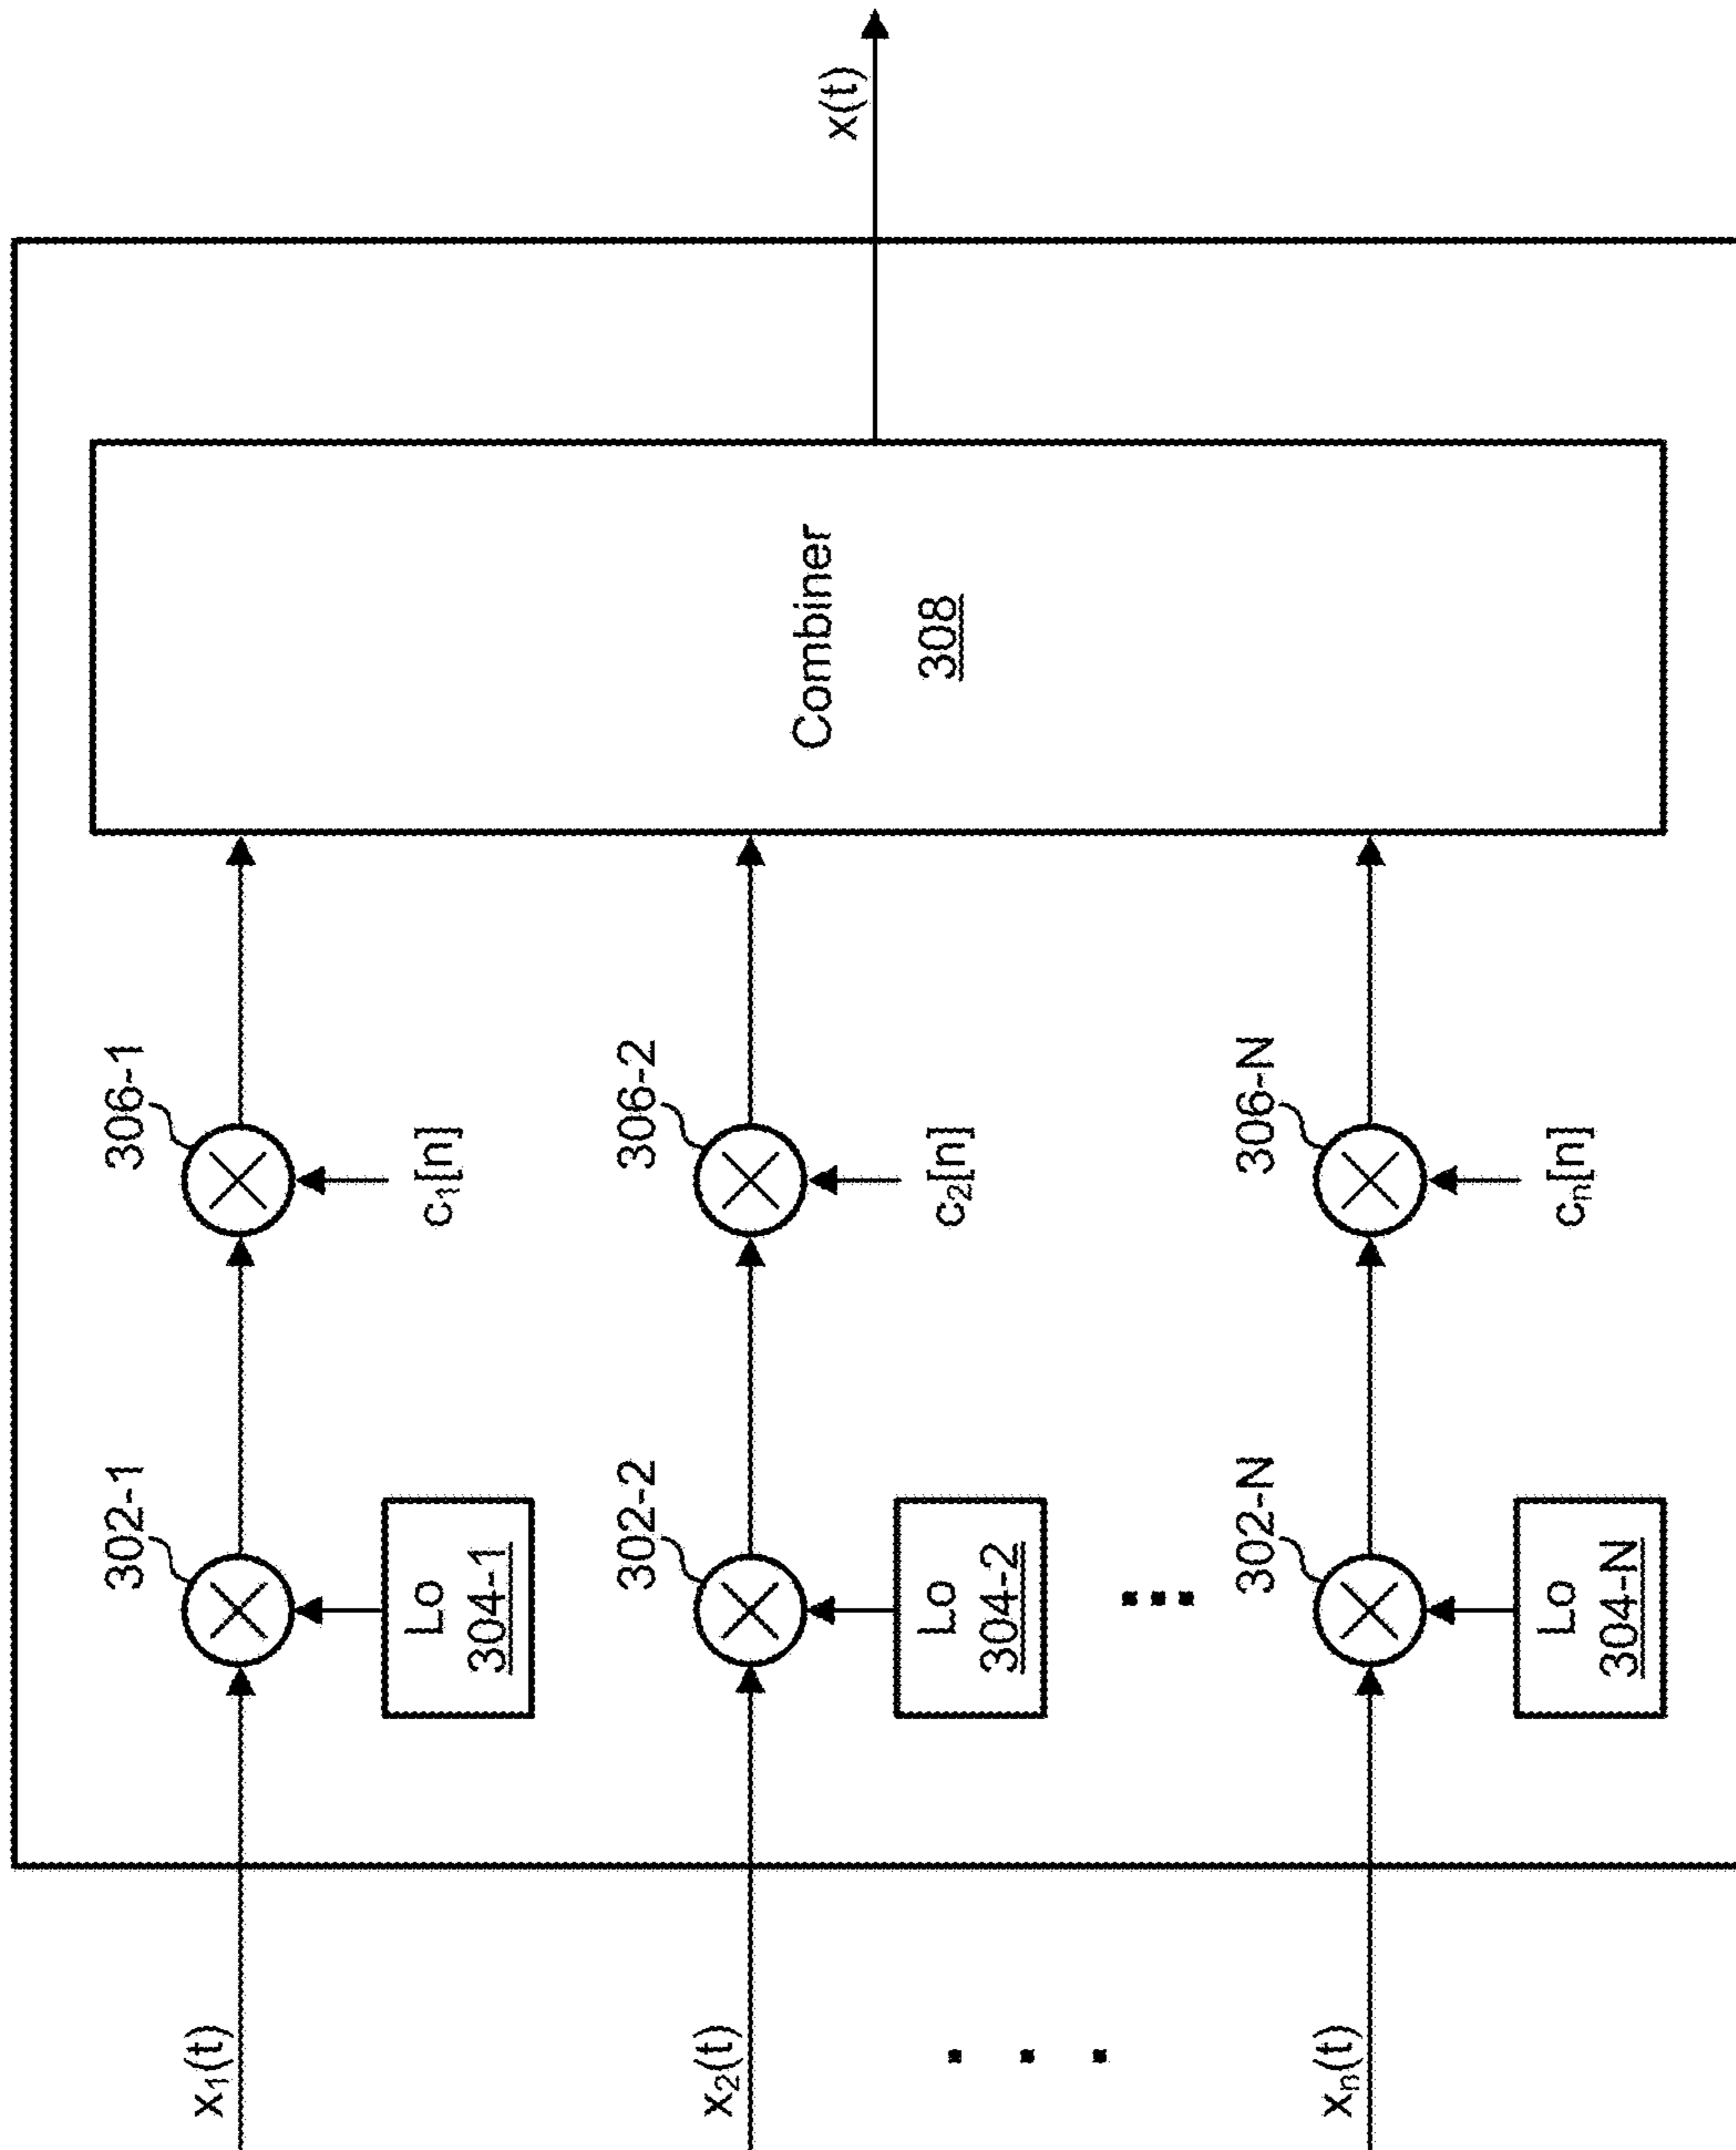 x₁(t)
302-1
Lo
304-1
306-1
c₁[n]
x₂(t)
302-2
Lo
304-2
306-2
c₂[n]
xₙ(t)
302-N
Lo
304-N
306-N
cₙ[n]
Combiner
308
x(t)